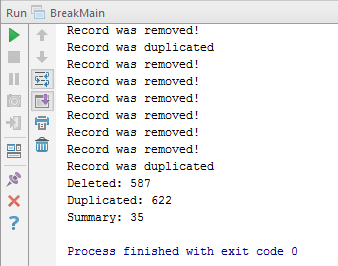 Run BreakMain
Record was removed!
Record was duplicated
Record was removed!
Record was removed!
Record was removed!
Record was removed!
Record was removed!
Record was removed!
Record was duplicated
Deleted: 587
Duplicated: 622
Summary: 35
Process finished with exit code 0